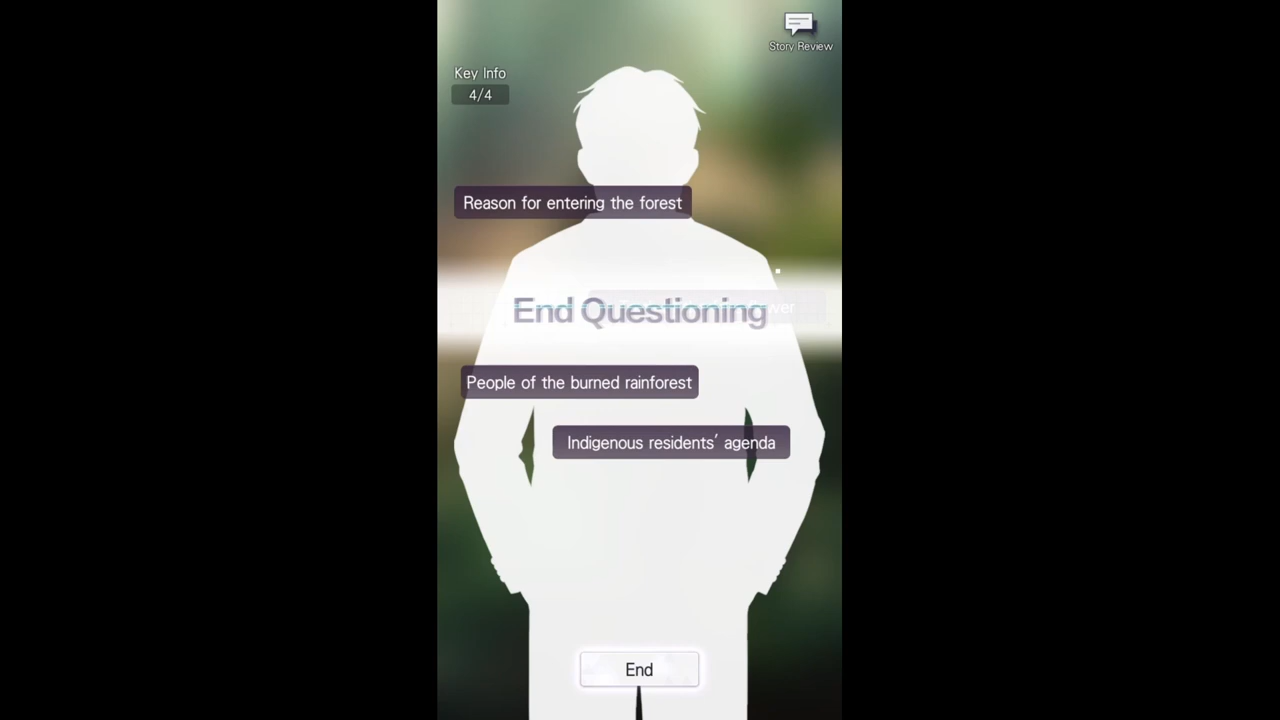 Story Review
Key Info
4/4
Reason for entering the forest
End Questioning
People of the burned rainforest
Indigenous residents' agenda
End